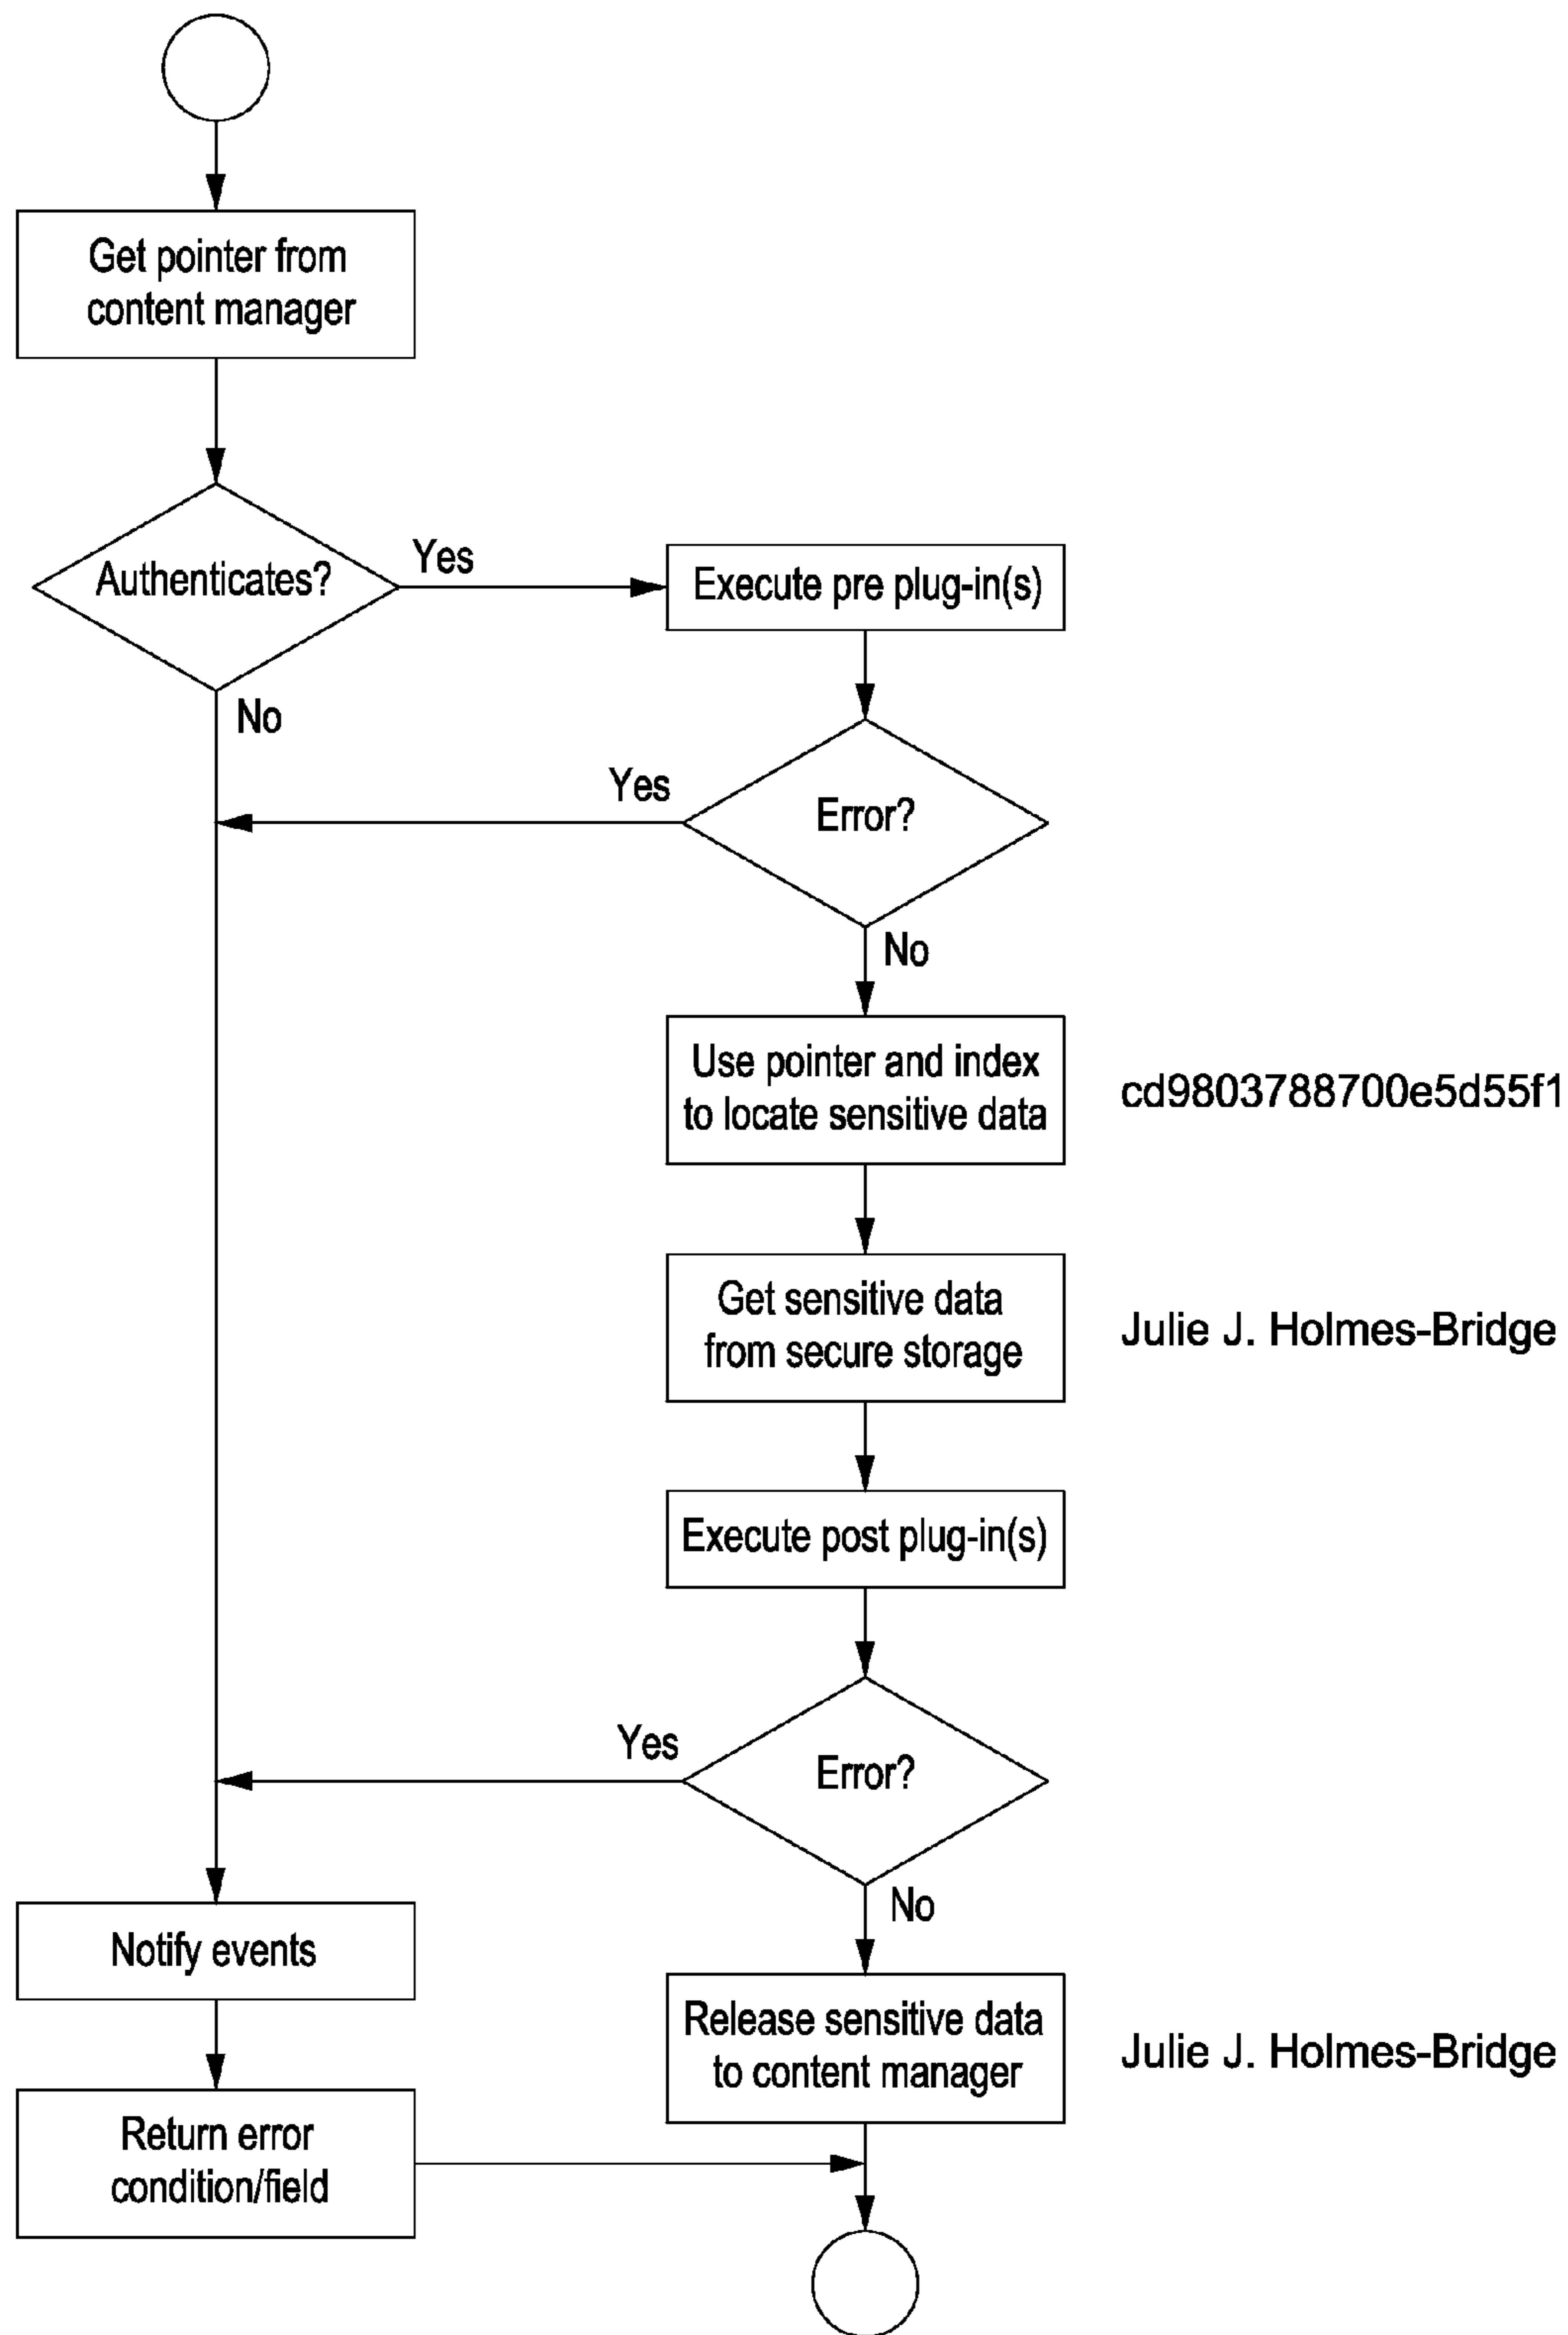 Get pointer from
content manager
Authenticates?
Yes
Execute pre plug-in(s)
No
Yes
Error?
No
Use pointer and index
to locate sensitive data
cd9803788700e5d55f1
Get sensitive data
from secure storage
Julie J. Holmes-Bridge
Execute post plug-in(s)
Yes
Error?
No
Notify events
Release sensitive data
to content manager
Julie J. Holmes-Bridge
Return error
condition/field